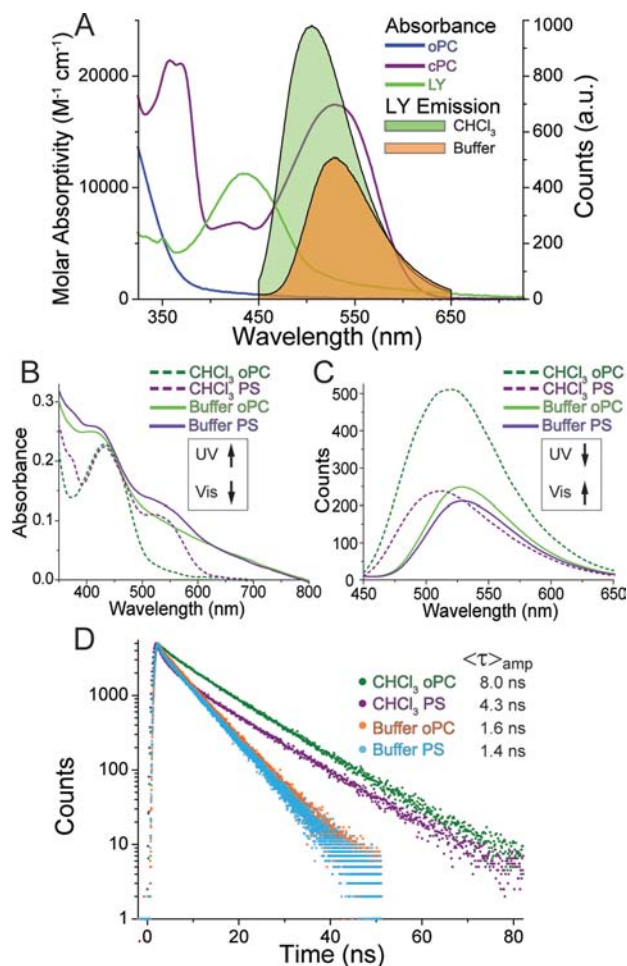 A
Absorbance
oPC
cPC
LY
LY Emission
CHCl₃
Buffer
Molar Absorptivity (M⁻¹ cm⁻¹)
20000
10000
0
Counts (a.u.)
1000
800
600
400
200
0
325 450 550 650
Wavelength (nm)
B
CHCl₃ oPC
CHCl₃ PS
Buffer oPC
Buffer PS
UV ↑
Vis ↓
Absorbance
0.3
0.2
0.1
0.0
400 500 600 700 800
Wavelength (nm)
C
CHCl₃ oPC
CHCl₃ PS
Buffer oPC
Buffer PS
UV ↓
Vis ↑
Counts
500
400
300
200
100
0
450 500 550 600 650
Wavelength (nm)
D
<τ>amp
CHCl₃ oPC 8.0 ns
CHCl₃ PS 4.3 ns
Buffer oPC 1.6 ns
Buffer PS 1.4 ns
Counts
1000
100
10
1
.0 20 40 60 80
Time (ns)